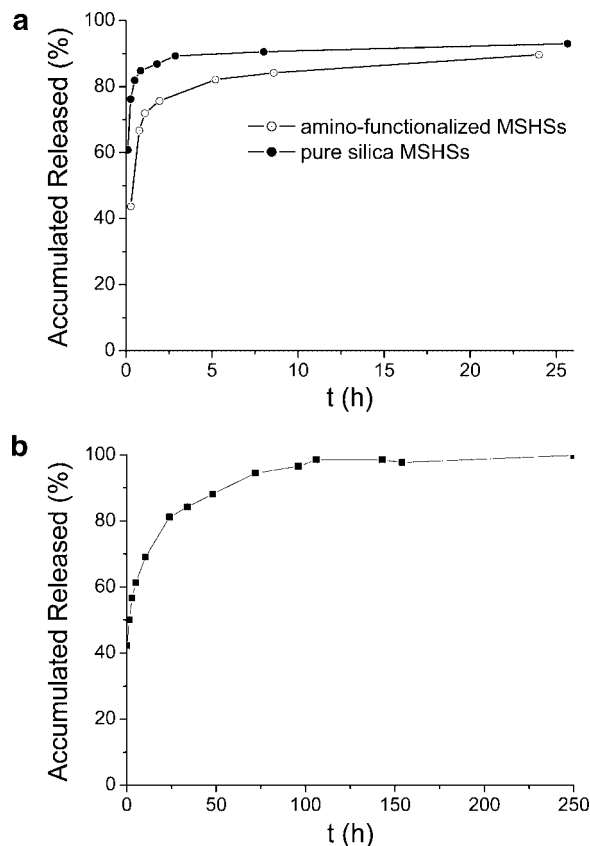 a
Accumulated Released (%)
100
80
60
40
20
0
amino-functionalized MSHSs
pure silica MSHSs
0 5 10 15 20 25
t (h)
b
Accumulated Released (%)
100
80
60
40
20
0
0 50 100 150 200 250
t (h)